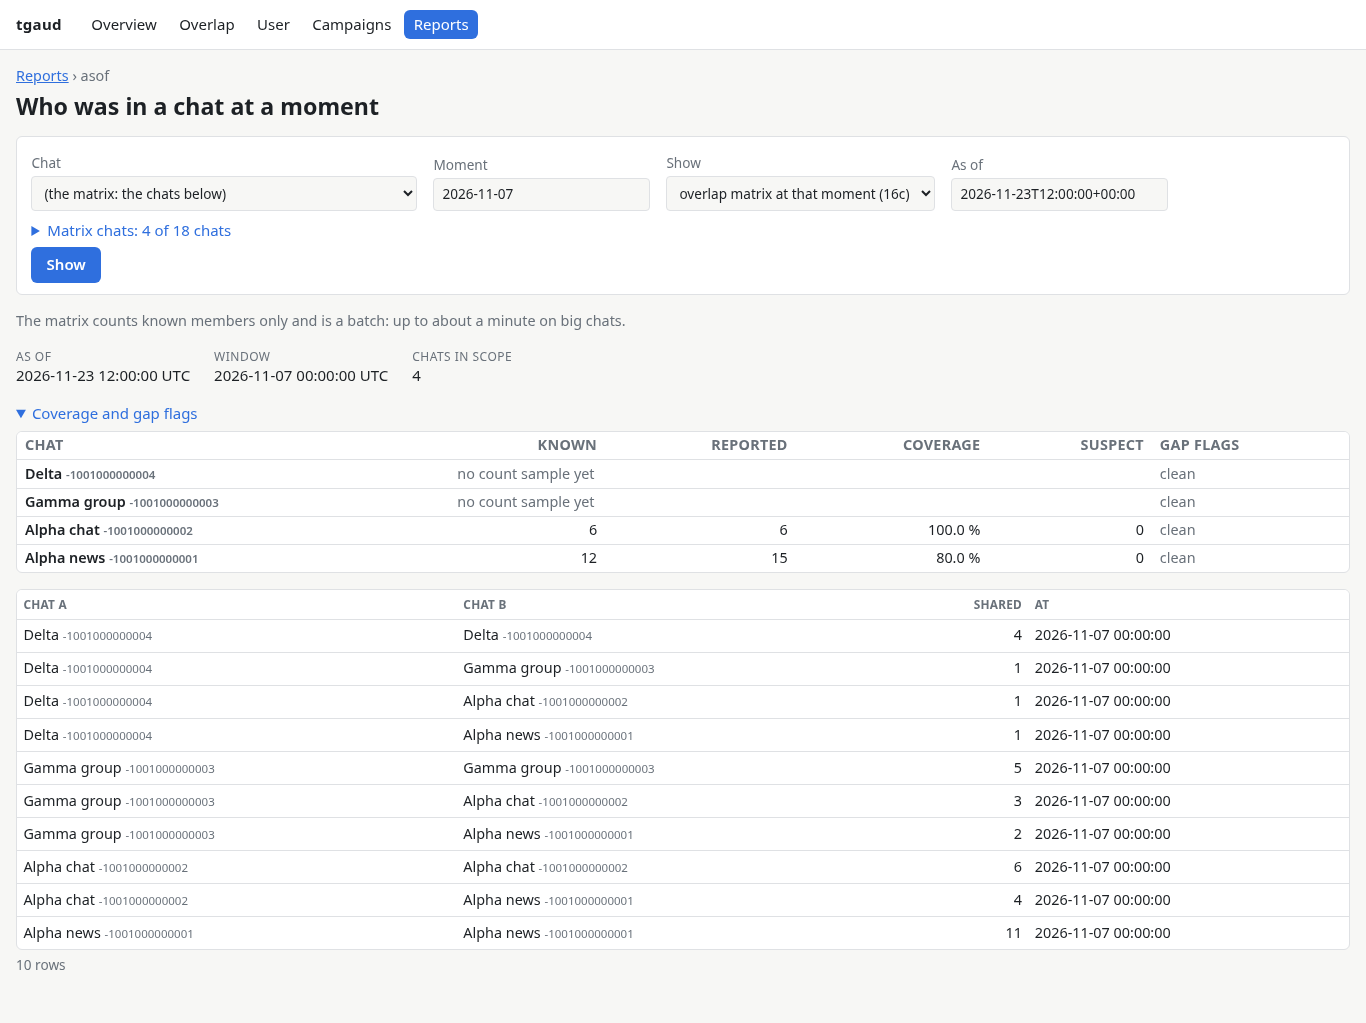 tgaud Overview Overlap User Campaigns Reports
Reports › asof
Who was in a chat at a moment
Chat Moment Show As of
(the matrix: the chats below) 2026-11-07 overlap matrix at that moment (16c) 2026-11-23T12:00:00+00:00
Matrix chats: 4 of 18 chats
Show
The matrix counts known members only and is a batch: up to about a minute on big chats.
AS OF WINDOW CHATS IN SCOPE
2026-11-23 12:00:00 UTC 2026-11-07 00:00:00 UTC 4
Coverage and gap flags
CHAT KNOWN REPORTED COVERAGE SUSPECT GAP FLAGS
Delta -1001000000004 no count sample yet clean
Gamma group -1001000000003 no count sample yet clean
Alpha chat -1001000000002 6 6 100.0 % 0 clean
Alpha news -1001000000001 12 15 80.0 % 0 clean
CHAT A CHAT B SHARED AT
Delta -1001000000004 Delta -1001000000004 4 2026-11-07 00:00:00
Delta -1001000000004 Gamma group -1001000000003 1 2026-11-07 00:00:00
Delta -1001000000004 Alpha chat -1001000000002 1 2026-11-07 00:00:00
Delta -1001000000004 Alpha news -1001000000001 1 2026-11-07 00:00:00
Gamma group -1001000000003 Gamma group -1001000000003 5 2026-11-07 00:00:00
Gamma group -1001000000003 Alpha chat -1001000000002 3 2026-11-07 00:00:00
Gamma group -1001000000003 Alpha news -1001000000001 2 2026-11-07 00:00:00
Alpha chat -1001000000002 Alpha chat -1001000000002 6 2026-11-07 00:00:00
Alpha chat -1001000000002 Alpha news -1001000000001 4 2026-11-07 00:00:00
Alpha news -1001000000001 Alpha news -1001000000001 11 2026-11-07 00:00:00
10 rows